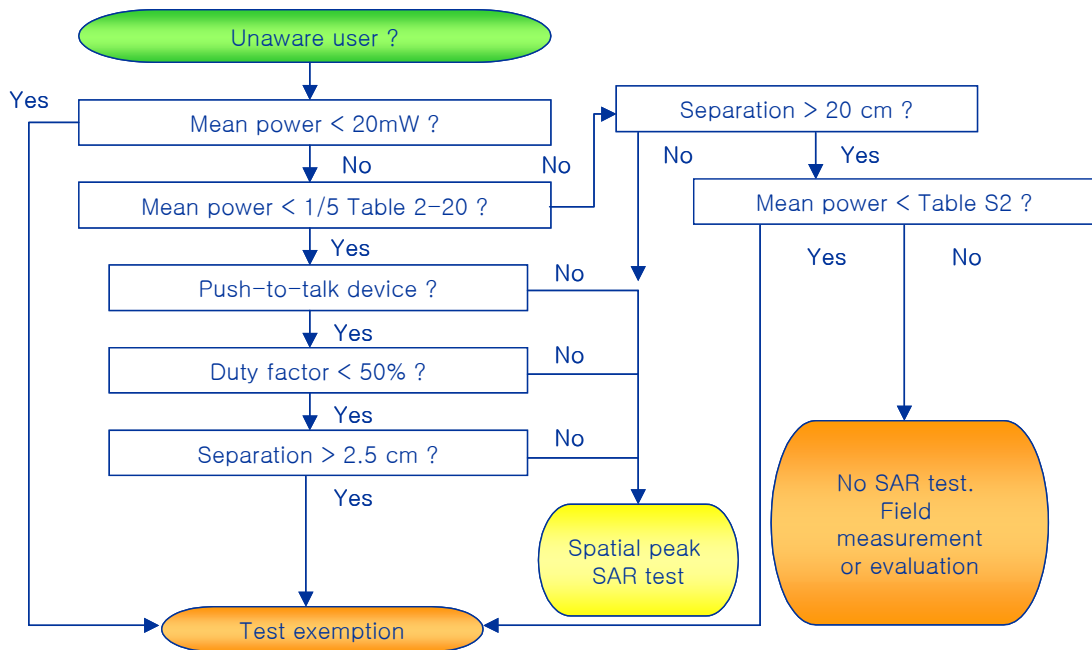 Unaware user ?
Yes
Mean power < 20mW ?
Separation > 20 cm ?
No
No
No
Yes
Mean power < 1/5 Table 2-20 ?
Mean power < Table S2 ?
Yes
Yes
No
Push-to-talk device ?
No
Yes
Duty factor < 50% ?
No
Yes
Separation > 2.5 cm ?
No
Yes
No SAR test.
Field
measurement
or evaluation
Spatial peak
SAR test
Test exemption